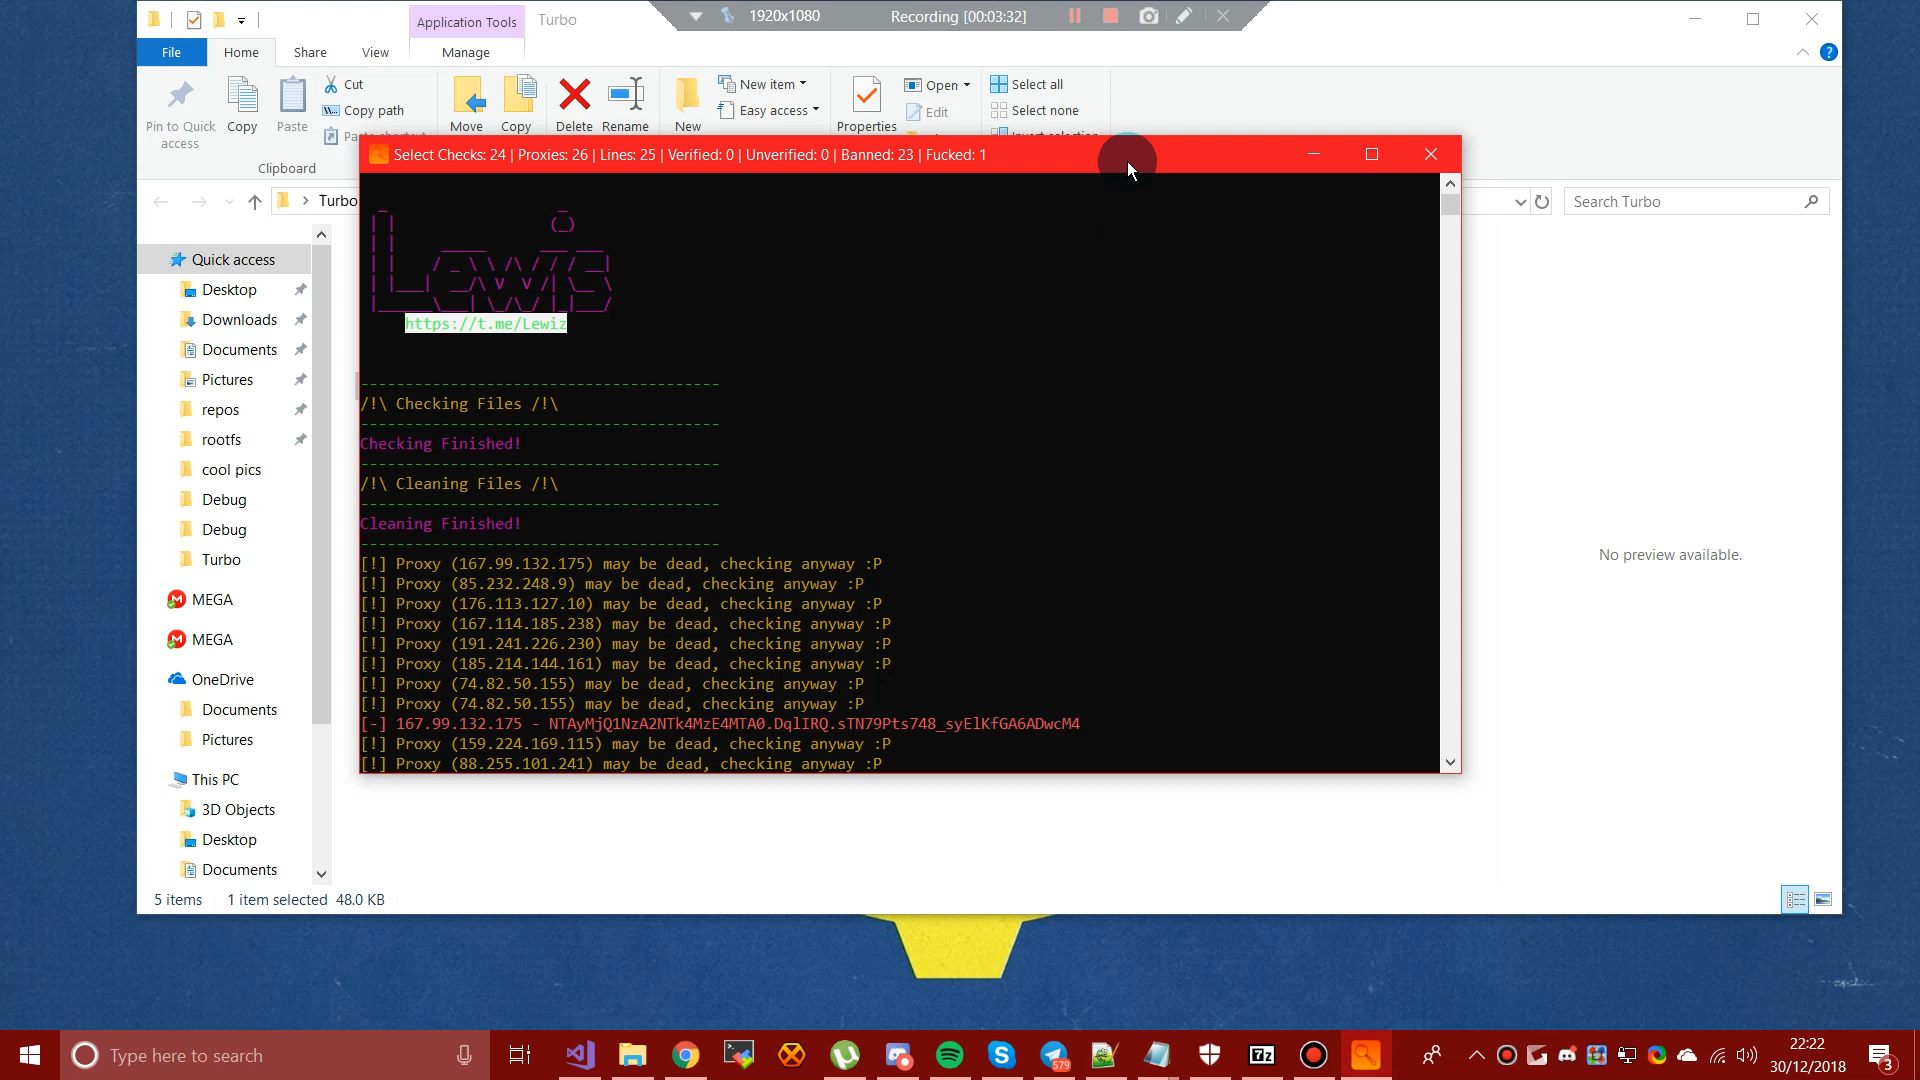 Application Tools
Turbo
1920x1080
Recording [00:03:32]
File
Home
Share
View
Manage
Pin to Quick access
Copy
Paste
Cut
Copy path
Paste shortcut
Clipboard
Move
Copy
Delete
Rename
New
New item
Easy access
Properties
Open
Edit
Select all
Select none
Invert selection
Select Checks: 24 | Proxies: 26 | Lines: 25 | Verified: 0 | Unverified: 0 | Banned: 23 | Fucked: 1
Turbo
Search Turbo
Lewis
https://t.me/Lewiz
----------------------------------------
/!\ Checking Files /!\
----------------------------------------
Checking Finished!
----------------------------------------
/!\ Cleaning Files /!\
----------------------------------------
Cleaning Finished!
----------------------------------------
[!] Proxy (167.99.132.175) may be dead, checking anyway :P
[!] Proxy (85.232.248.9) may be dead, checking anyway :P
[!] Proxy (176.113.127.10) may be dead, checking anyway :P
[!] Proxy (167.114.185.238) may be dead, checking anyway :P
[!] Proxy (191.241.226.230) may be dead, checking anyway :P
[!] Proxy (185.214.144.161) may be dead, checking anyway :P
[!] Proxy (74.82.50.155) may be dead, checking anyway :P
[!] Proxy (74.82.50.155) may be dead, checking anyway :P
[-] 167.99.132.175 - NTAyMjQ1NzA2NTk4MzE4MTA0.DqlIRQ.sTN79Pts748_syElKfGA6ADwcM4
[!] Proxy (159.224.169.115) may be dead, checking anyway :P
[!] Proxy (88.255.101.241) may be dead, checking anyway :P
Quick access
Desktop
Downloads
Documents
Pictures
repos
rootfs
cool pics
Debug
Debug
Turbo
MEGA
MEGA
OneDrive
Documents
Pictures
This PC
3D Objects
Desktop
Documents
No preview available.
5 items
1 item selected 48.0 KB
Type here to search
579
7z
22:22
30/12/2018
3